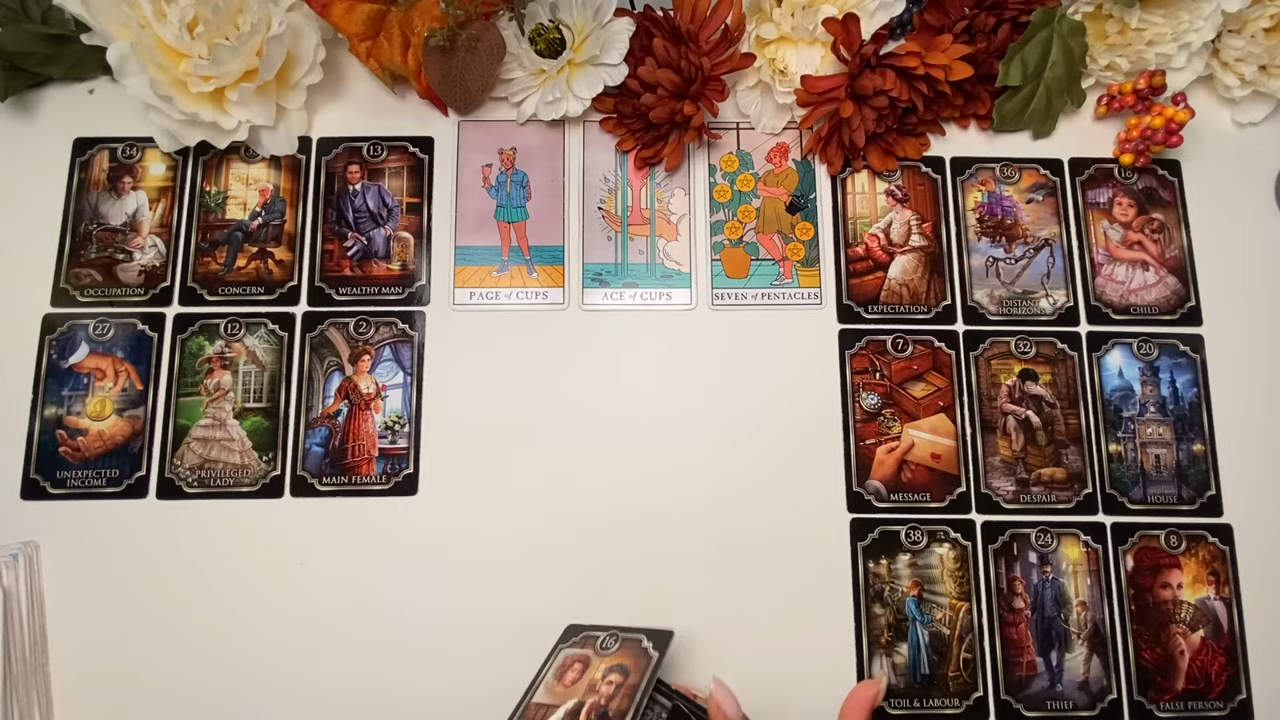 34
OCCUPATION
CONCERN
13
WEALTHY MAN
PAGE of CUPS
ACE of CUPS
SEVEN of PENTACLES
EXPECTATION
36
DISTANT
HORIZONS
18
CHILD
27
UNEXPECTED
INCOME
12
PRIVILEGED
LADY
2
MAIN FEMALE
7
MESSAGE
32
DESPAIR
20
HOUSE
38
TOIL & LABOUR
24
THIEF
8
FALSE PERSON
16